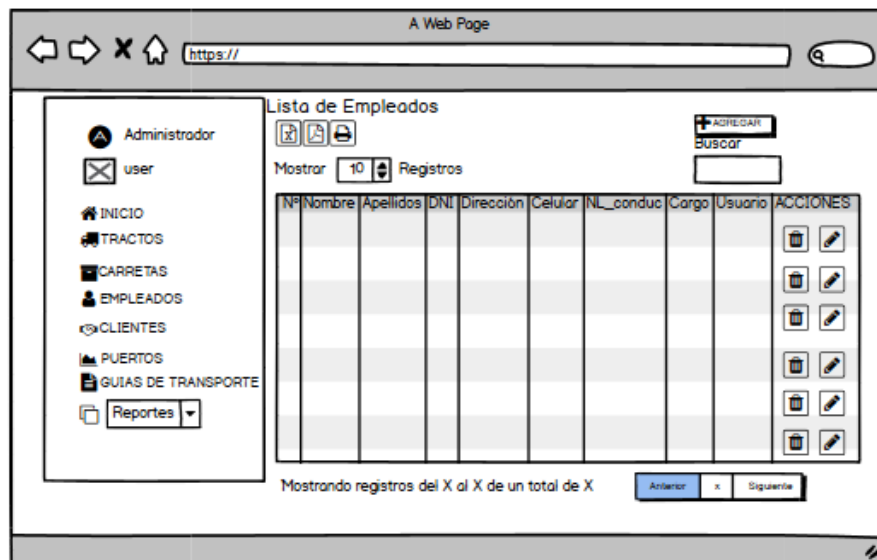 A Web Page
https://
Administrador
user
INICIO
TRACTOS
CARRETAS
EMPLEADOS
CLIENTES
PUERTOS
GUIAS DE TRANSPORTE
Reportes
Lista de Empleados
AGREGAR
Buscar
Mostrar 10 Registros
Nº Nombre Apellidos DNI Dirección Celular NL_conduc Cargo Usuario ACCIONES
Mostrando registros del X al X de un total de X
Anterior x Siguiente